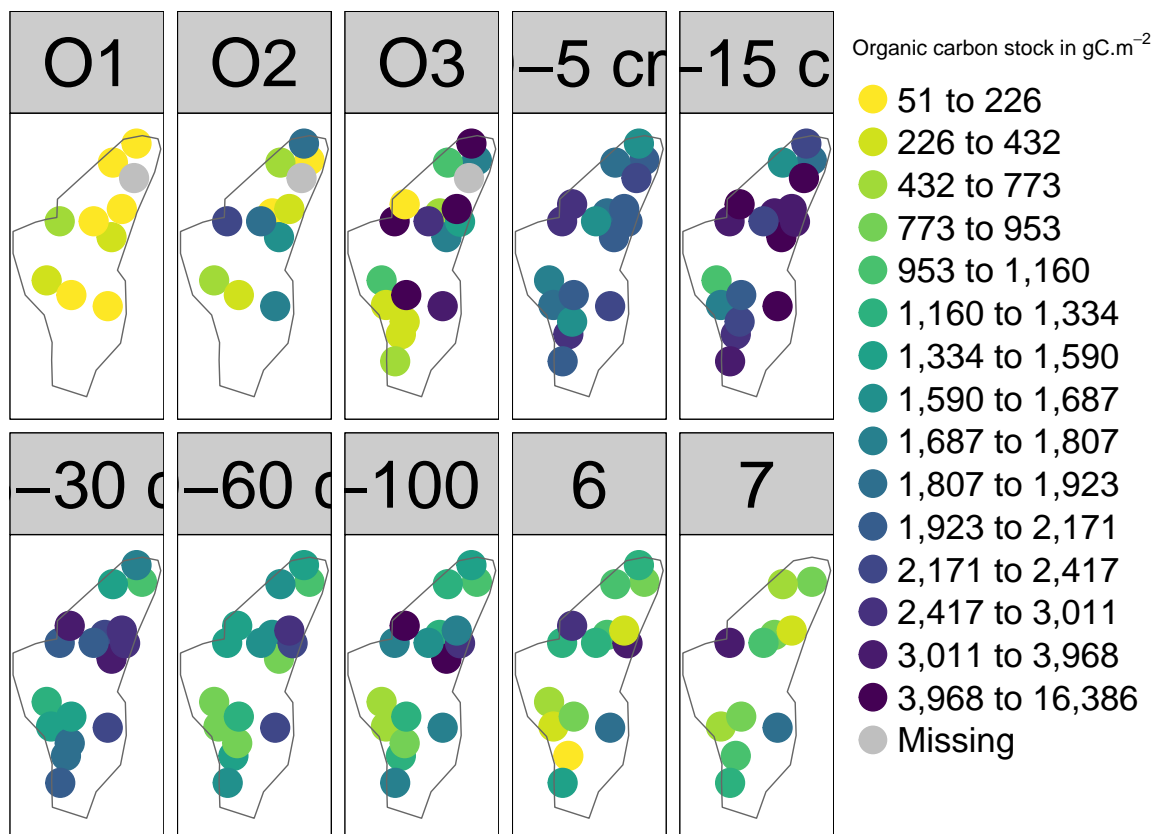 O1
O2
O3
–5 cm
–15 c
Organic carbon stock in gC.m⁻²
51 to 226
226 to 432
432 to 773
773 to 953
953 to 1,160
1,160 to 1,334
1,334 to 1,590
1,590 to 1,687
1,687 to 1,807
1,807 to 1,923
1,923 to 2,171
2,171 to 2,417
2,417 to 3,011
3,011 to 3,968
3,968 to 16,386
Missing
–30 c
–60 c
–100
6
7